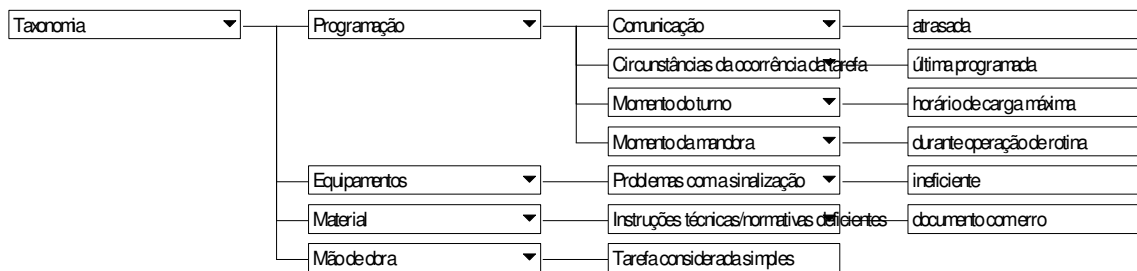 Taxonomia Programação Comunicação atrasada
Circunstâncias da ocorrência da tarefa última programada
Momento do turno horário de carga máxima
Momento da manobra durante operação de rotina
Equipamentos Problemas com a sinalização ineficiente
Material Instruções técnicas/normativas deficientes documento com erro
Mão de obra Tarefa considerada simples